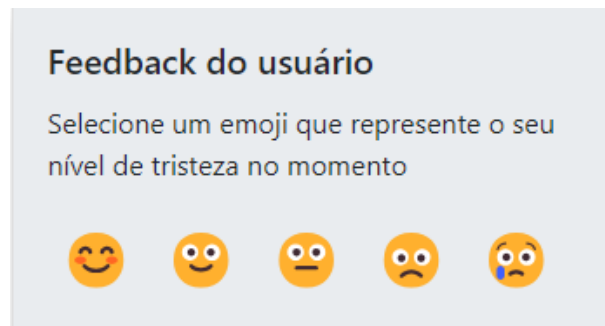 Feedback do usuário
Selecione um emoji que represente o seu
nível de tristeza no momento